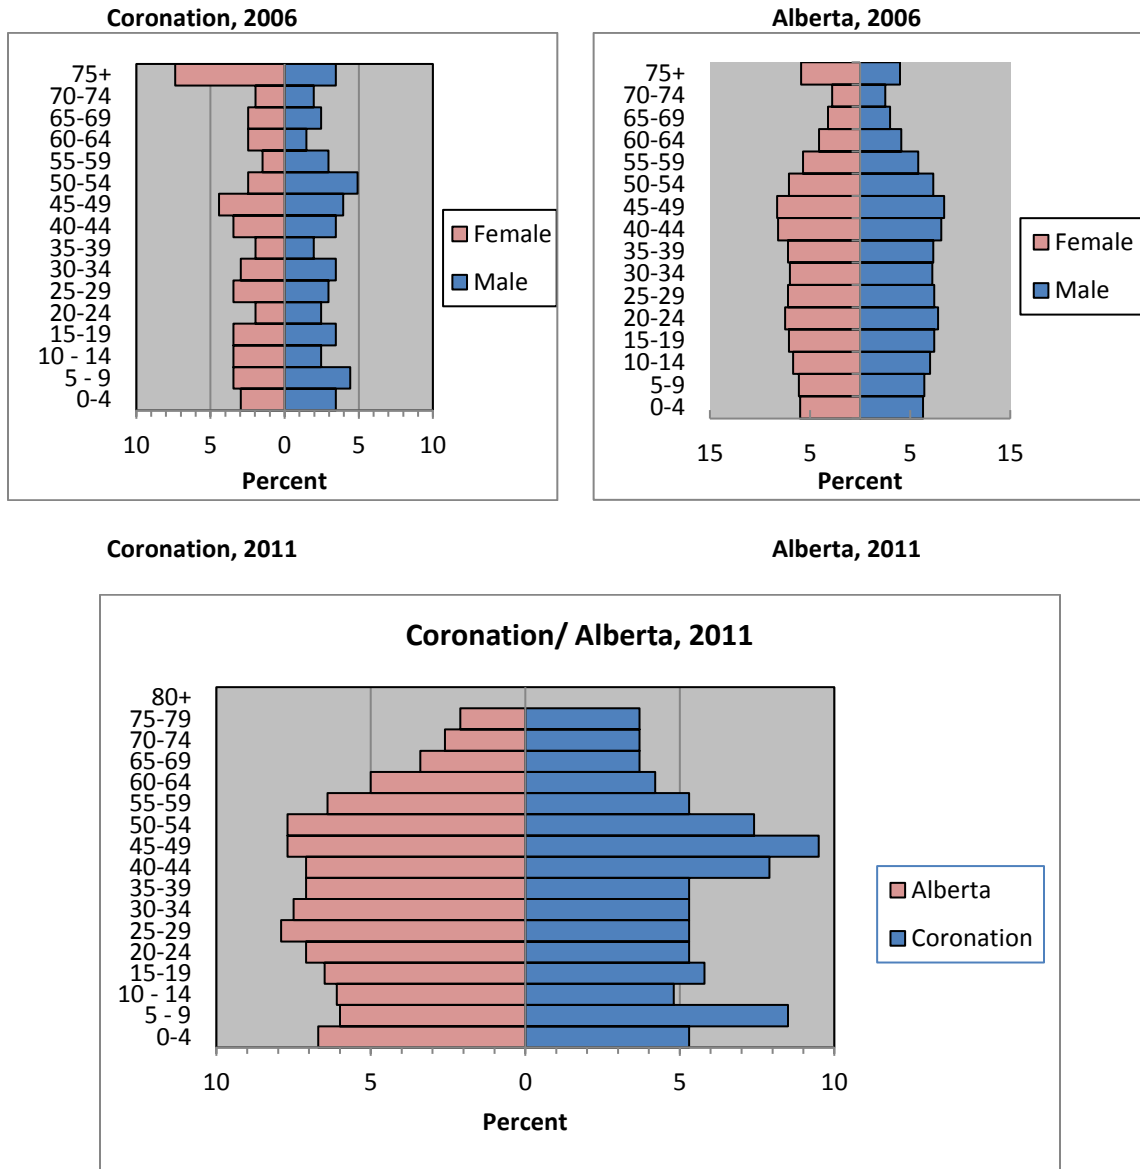 Coronation, 2006
75+
70-74
65-69
60-64
55-59
50-54
45-49
40-44
35-39
30-34
25-29
20-24
15-19
10 - 14
5 - 9
0-4
10 5 0 5 10
Percent
Female
Male
Alberta, 2006
75+
70-74
65-69
60-64
55-59
50-54
45-49
40-44
35-39
30-34
25-29
20-24
15-19
10-14
5-9
0-4
15 5 5 15
Percent
Female
Male
Coronation, 2011
Alberta, 2011
Coronation/ Alberta, 2011
80+
75-79
70-74
65-69
60-64
55-59
50-54
45-49
40-44
35-39
30-34
25-29
20-24
15-19
10 - 14
5 - 9
0-4
10 5 0 5 10
Percent
Alberta
Coronation